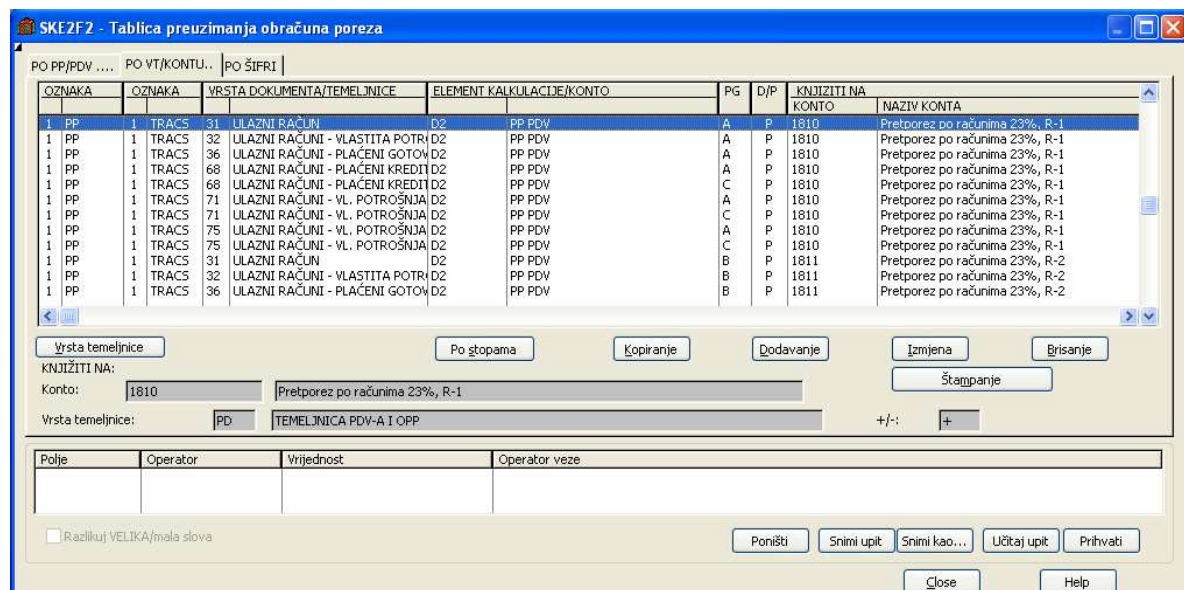 SKE2F2 - Tablica preuzimanja obračuna poreza
PO PP/PDV .... PO VT/KONTU.. PO ŠIFRI
OZNAKA OZNAKA VRSTA DOKUMENTA/TEMELJNICE ELEMENT KALKULACIJE/KONTO PG D/P KNJIZITI NA
KONTO NAZIV KONTA
1 PP 1 TRACS 31 ULAZNI RAČUN D2 PP PDV A P 1810 Pretporez po računima 23%, R-1
1 PP 1 TRACS 32 ULAZNI RAČUNI - VLASTITA POTR D2 PP PDV A P 1810 Pretporez po računima 23%, R-1
1 PP 1 TRACS 36 ULAZNI RAČUNI - PLAĆENI GOTOV D2 PP PDV A P 1810 Pretporez po računima 23%, R-1
1 PP 1 TRACS 68 ULAZNI RAČUNI - PLAĆENI KREDIT D2 PP PDV A P 1810 Pretporez po računima 23%, R-1
1 PP 1 TRACS 68 ULAZNI RAČUNI - PLAĆENI KREDIT D2 PP PDV C P 1810 Pretporez po računima 23%, R-1
1 PP 1 TRACS 71 ULAZNI RAČUNI - VL. POTROŠNJA D2 PP PDV A P 1810 Pretporez po računima 23%, R-1
1 PP 1 TRACS 71 ULAZNI RAČUNI - VL. POTROŠNJA D2 PP PDV C P 1810 Pretporez po računima 23%, R-1
1 PP 1 TRACS 75 ULAZNI RAČUNI - VL. POTROŠNJA D2 PP PDV A P 1810 Pretporez po računima 23%, R-1
1 PP 1 TRACS 75 ULAZNI RAČUNI - VL. POTROŠNJA D2 PP PDV C P 1810 Pretporez po računima 23%, R-1
1 PP 1 TRACS 31 ULAZNI RAČUN D2 PP PDV B P 1811 Pretporez po računima 23%, R-2
1 PP 1 TRACS 32 ULAZNI RAČUNI - VLASTITA POTR D2 PP PDV B P 1811 Pretporez po računima 23%, R-2
1 PP 1 TRACS 36 ULAZNI RAČUNI - PLAĆENI GOTOV D2 PP PDV B P 1811 Pretporez po računima 23%, R-2
Vrsta temeljnice Po stopama Kopiranje Dodavanje Izmjena Brisanje
KNJIŽITI NA:
Štampanje
Konto: 1810 Pretporez po računima 23%, R-1
Vrsta temeljnice: PD TEMELJNICA PDV-A I OPP +/-: +
Polje Operator Vrijednost Operator veze
Razlikuj VELIKA/mala slova
Poništi Snimi upit Snimi kao... Učitaj upit Prihvati
Close Help